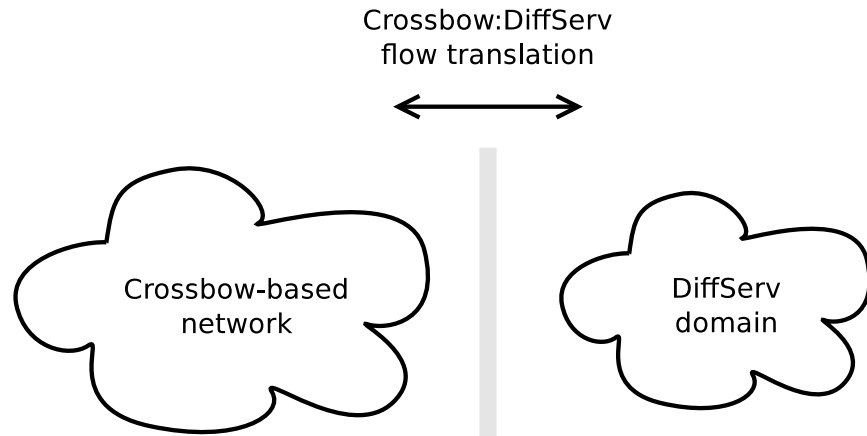 Crossbow:DiffServ
flow translation
Crossbow-based
network
DiffServ
domain